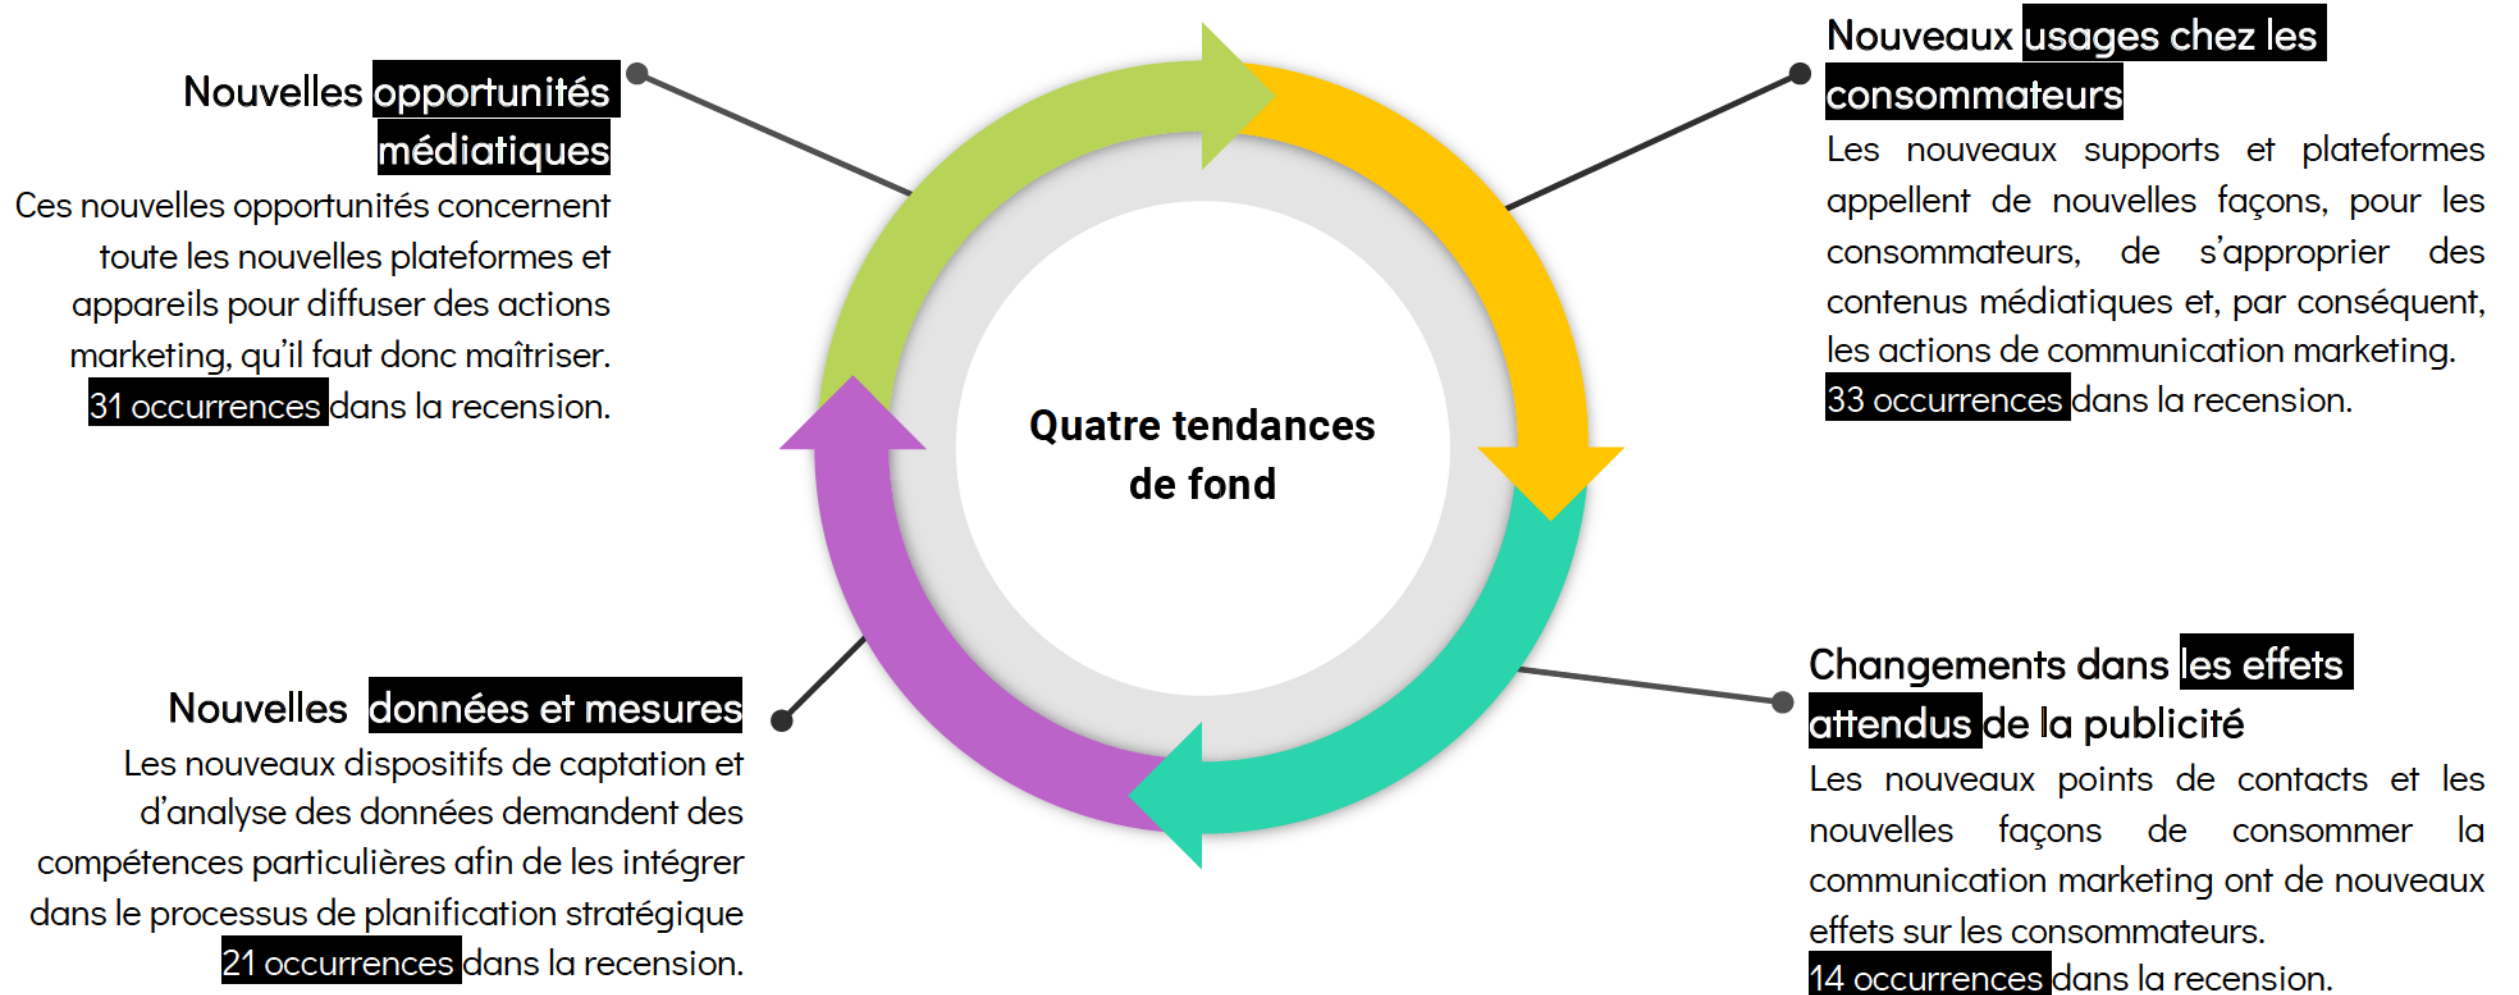 Nouvelles opportunités
médiatiques
Ces nouvelles opportunités concernent
toute les nouvelles plateformes et
appareils pour diffuser des actions
marketing, qu'il faut donc maîtriser.
31 occurrences dans la recension.
Nouveaux usages chez les
consommateurs
Les nouveaux supports et plateformes
appellent de nouvelles façons, pour les
consommateurs, de s'approprier des
contenus médiatiques et, par conséquent,
les actions de communication marketing.
33 occurrences dans la recension.
Quatre tendances
de fond
Nouvelles données et mesures
Les nouveaux dispositifs de captation et
d'analyse des données demandent des
compétences particulières afin de les intégrer
dans le processus de planification stratégique
21 occurrences dans la recension.
Changements dans les effets
attendus de la publicité
Les nouveaux points de contacts et les
nouvelles façons de consommer la
communication marketing ont de nouveaux
effets sur les consommateurs.
14 occurrences dans la recension.